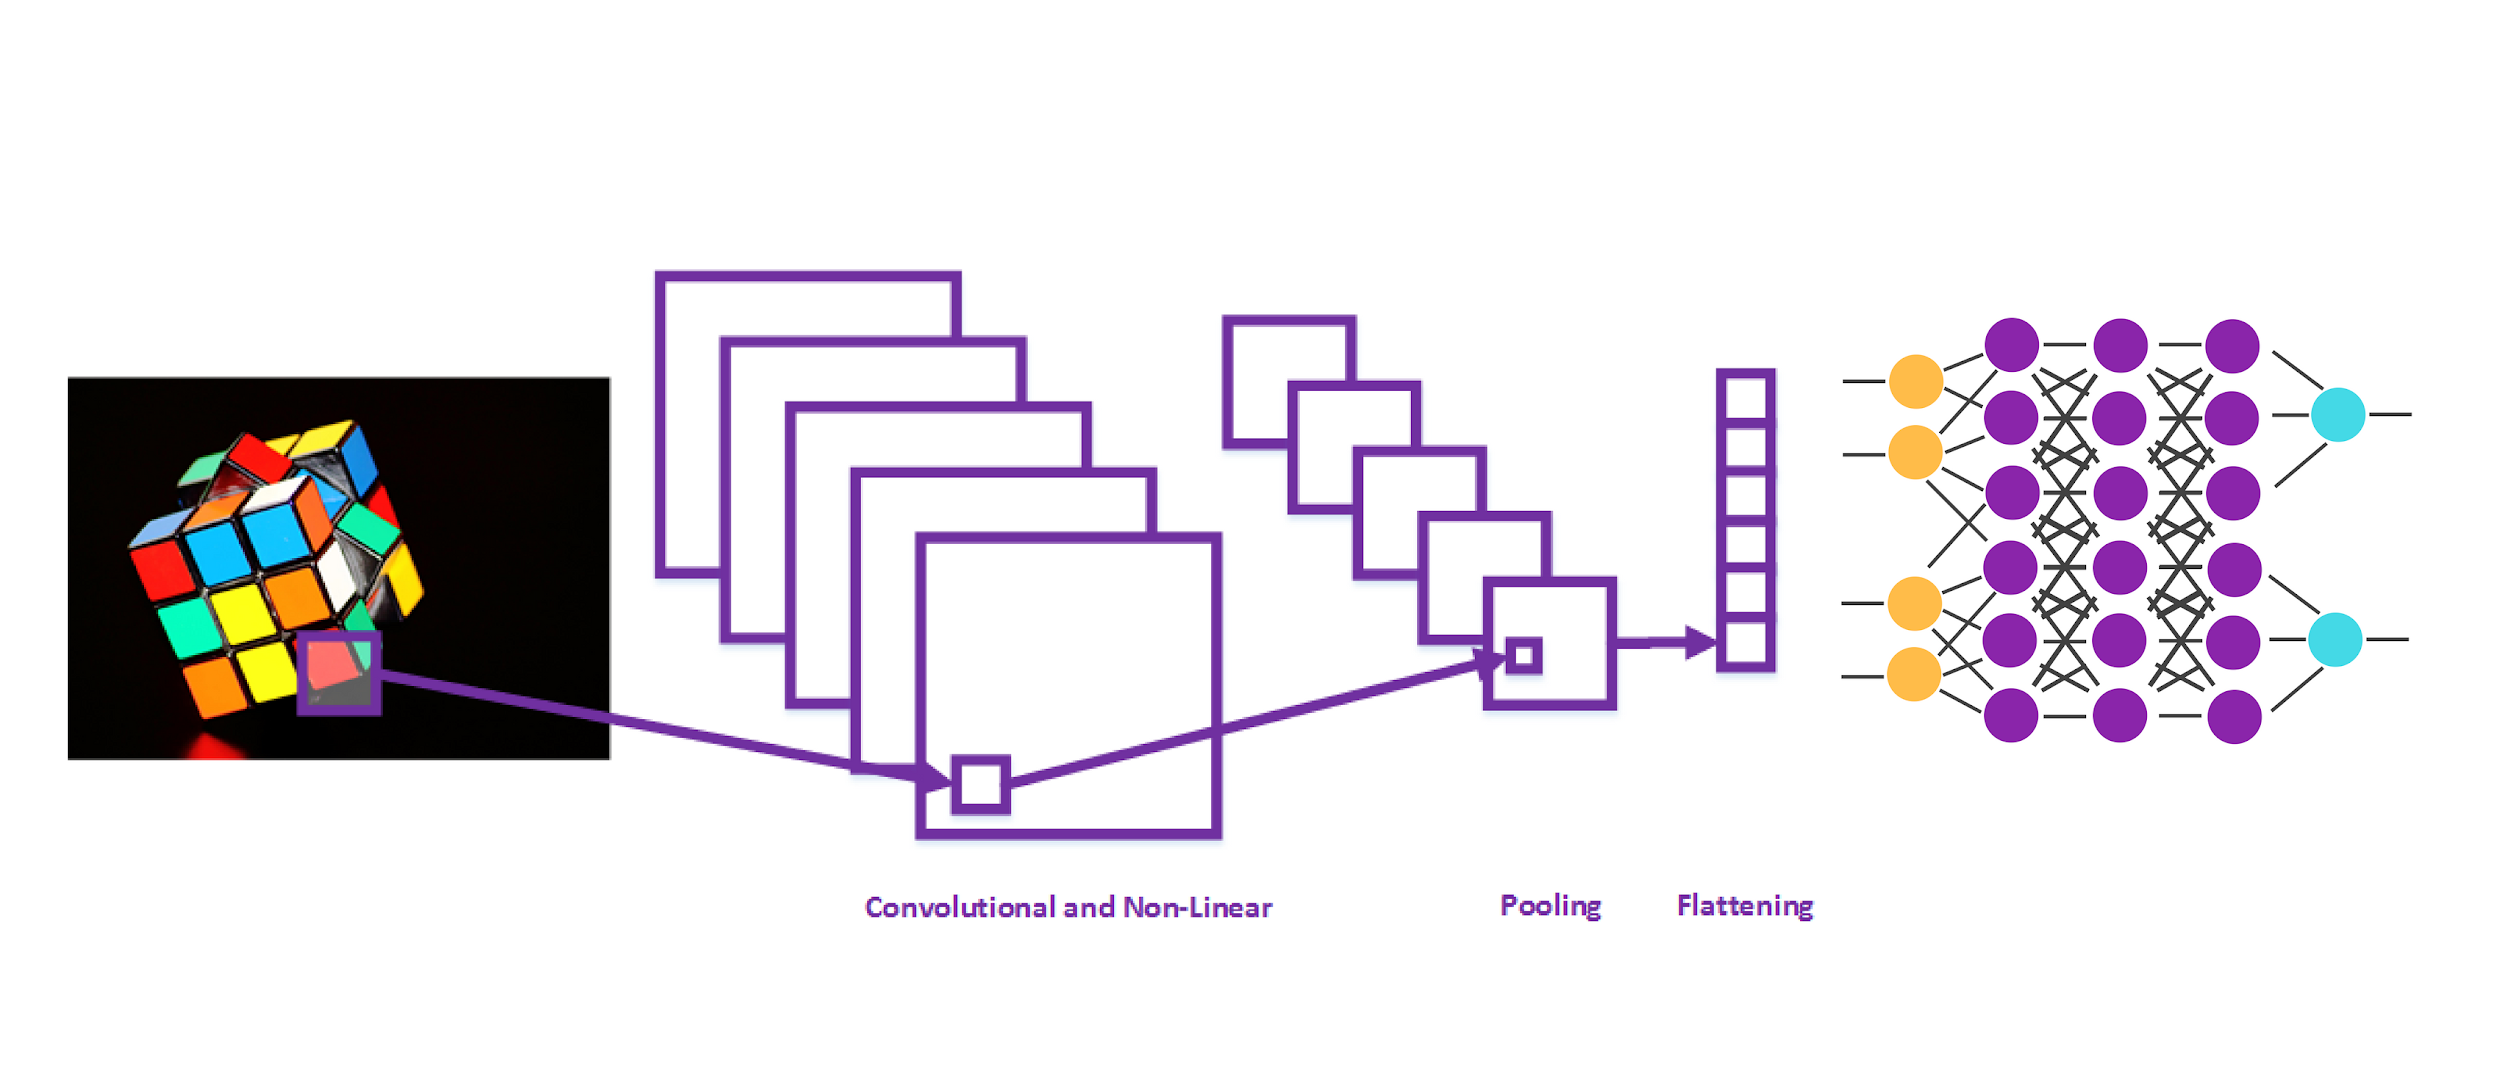 Convolutional and Non-Linear
Pooling
Flattening